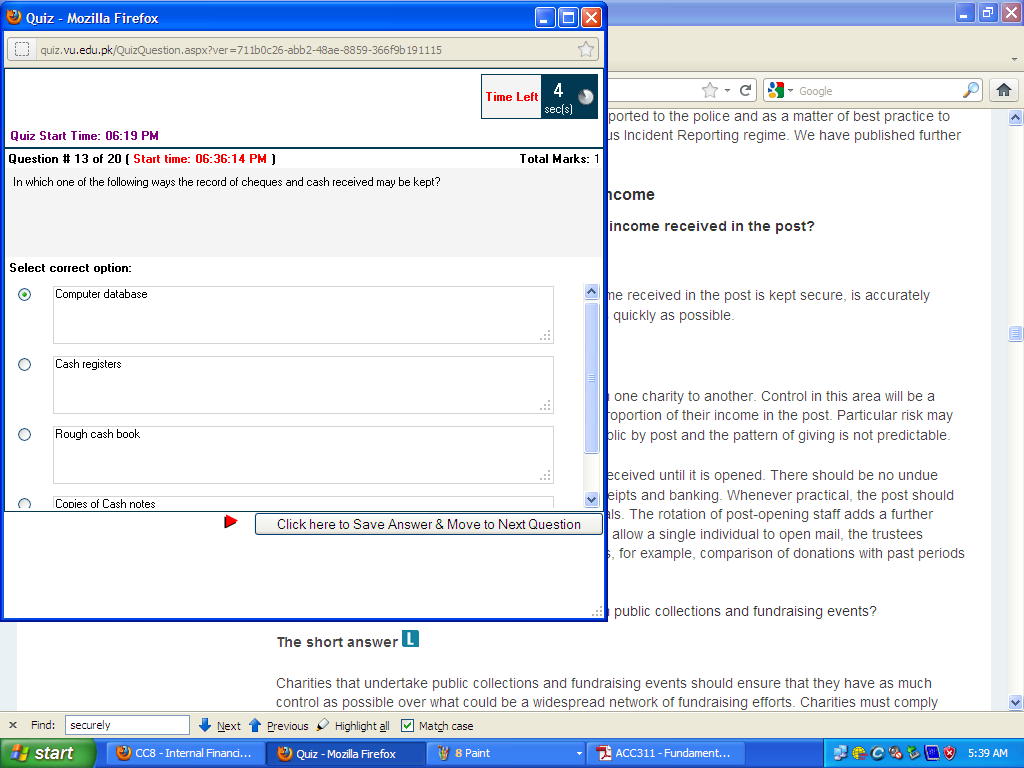 Quiz - Mozilla Firefox
quiz.vu.edu.pk/QuizQuestion.aspx?ver=711b0c26-abb2-48ae-8859-366f9b191115
Time Left 4 sec(s)
Quiz Start Time: 06:19 PM
Question # 13 of 20 ( Start time: 06:36:14 PM )
Total Marks: 1
In which one of the following ways the record of cheques and cash received may be kept?
Select correct option:
Computer database
Cash registers
Rough cash book
Copies of Cash notes
Click here to Save Answer & Move to Next Question
Google
ported to the police and as a matter of best practice to
us Incident Reporting regime. We have published further
ncome
income received in the post?
me received in the post is kept secure, is accurately
quickly as possible.
one charity to another. Control in this area will be a
roportion of their income in the post. Particular risk may
blic by post and the pattern of giving is not predictable.
eceived until it is opened. There should be no undue
eipts and banking. Whenever practical, the post should
ls. The rotation of post-opening staff adds a further
allow a single individual to open mail, the trustees
s, for example, comparison of donations with past periods
public collections and fundraising events?
The short answer L
Charities that undertake public collections and fundraising events should ensure that they have as much
control as possible over what could be a widespread network of fundraising efforts. Charities must comply
Find: securely Next Previous Highlight all Match case
start CC8 - Internal Financi... Quiz - Mozilla Firefox 8 Paint ACC311 - Fundament... 5:39 AM